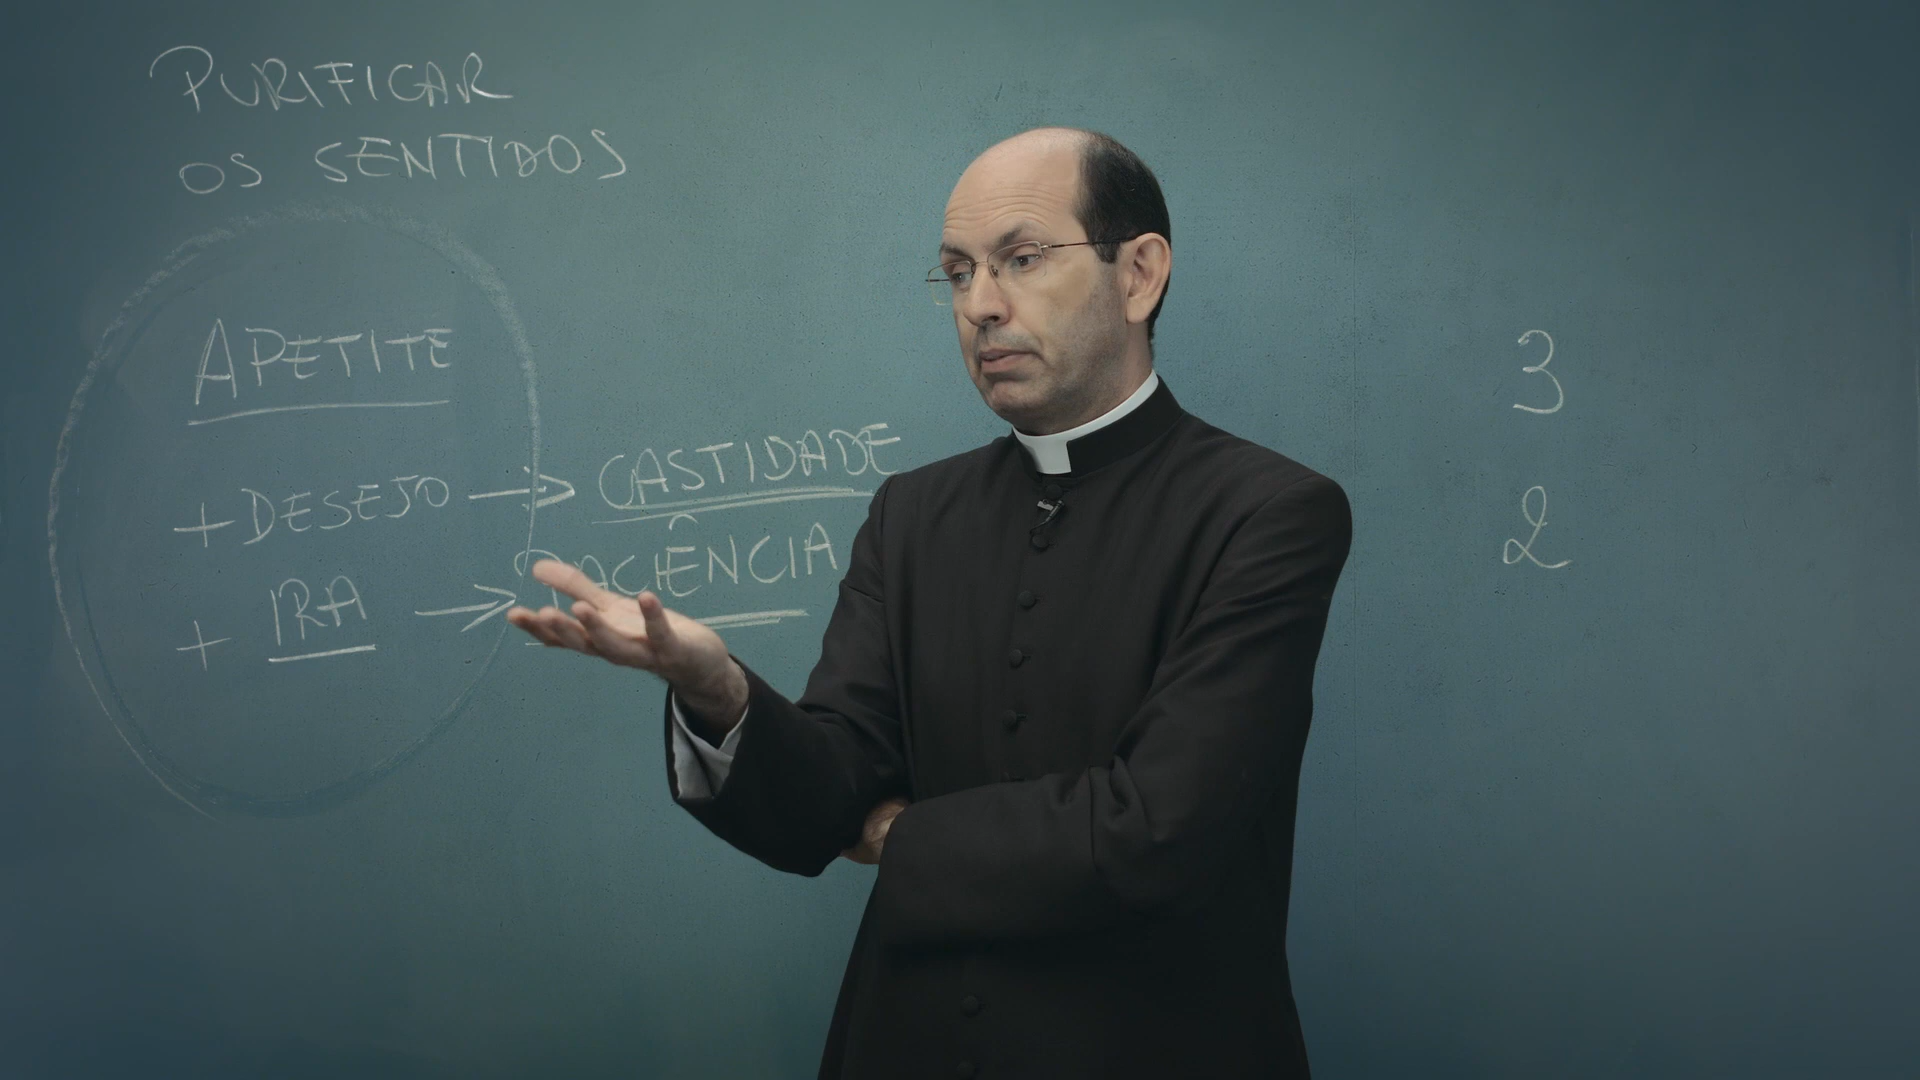 PURIFICAR
OS SENTIDOS
APETITE
+ DESEJO → CASTIDADE
+ IRA → PACIÊNCIA
3
2